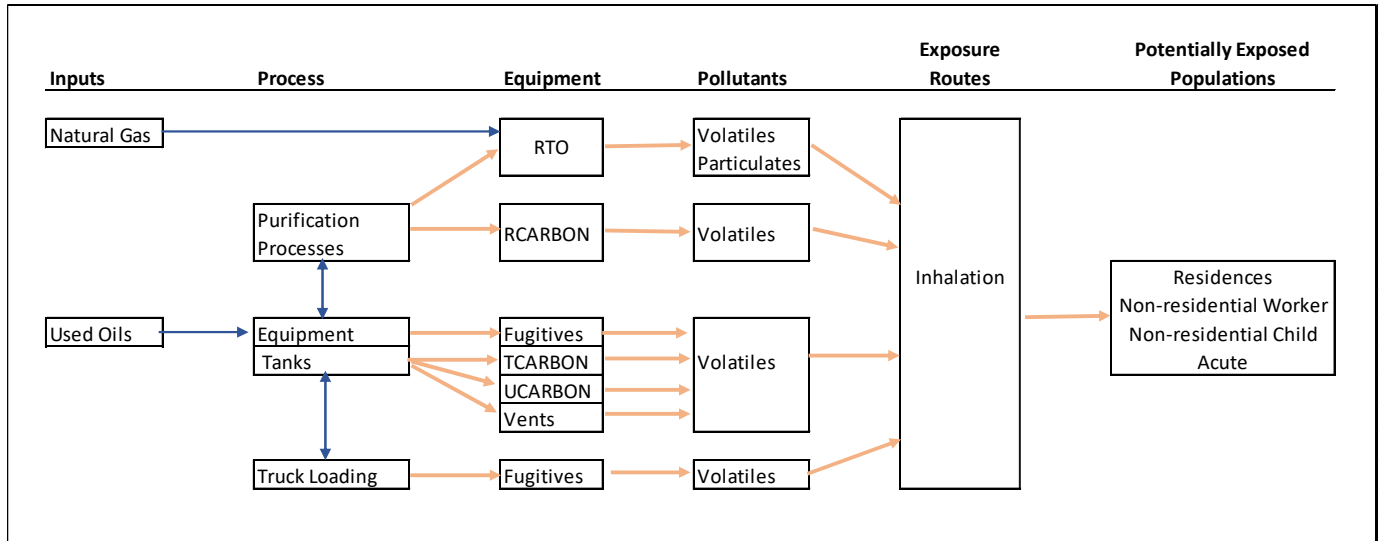 Exposure Routes
Potentially Exposed Populations
Inputs
Process
Equipment
Pollutants
Natural Gas
RTO
Volatiles
Particulates
Purification
Processes
RCARBON
Volatiles
Inhalation
Residences
Non-residential Worker
Non-residential Child
Acute
Used Oils
Equipment
Tanks
Fugitives
TCARBON
UCARBON
Vents
Volatiles
Truck Loading
Fugitives
Volatiles